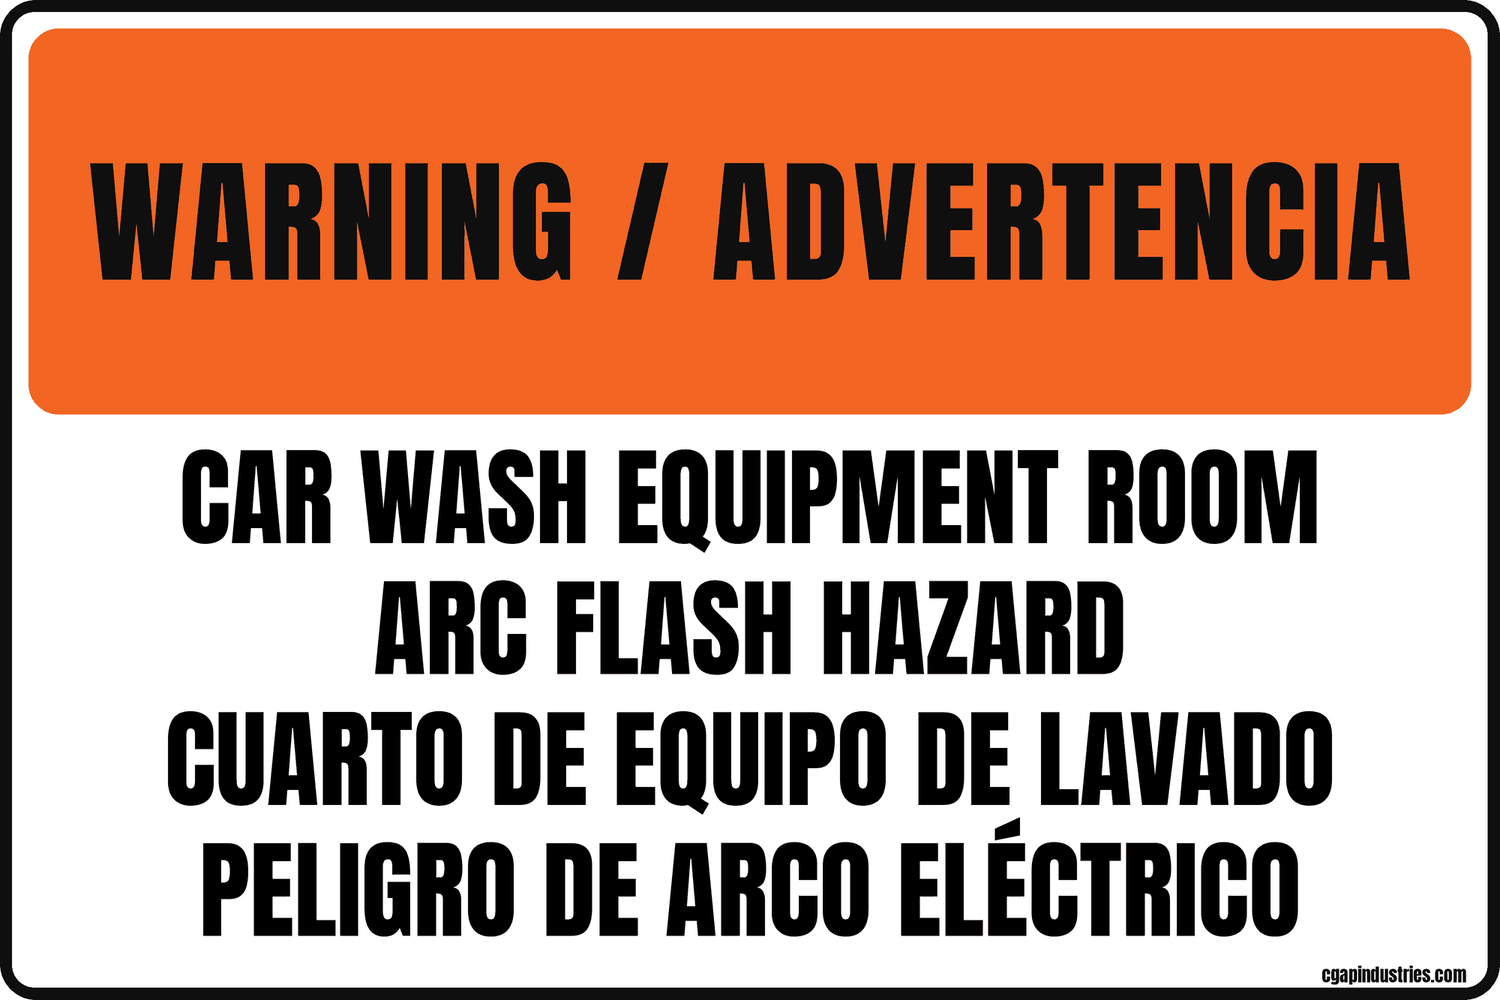 WARNING / ADVERTENCIA
CAR WASH EQUIPMENT ROOM
ARC FLASH HAZARD
CUARTO DE EQUIPO DE LAVADO
PELIGRO DE ARCO ELÉCTRICO
cgapindustries.com